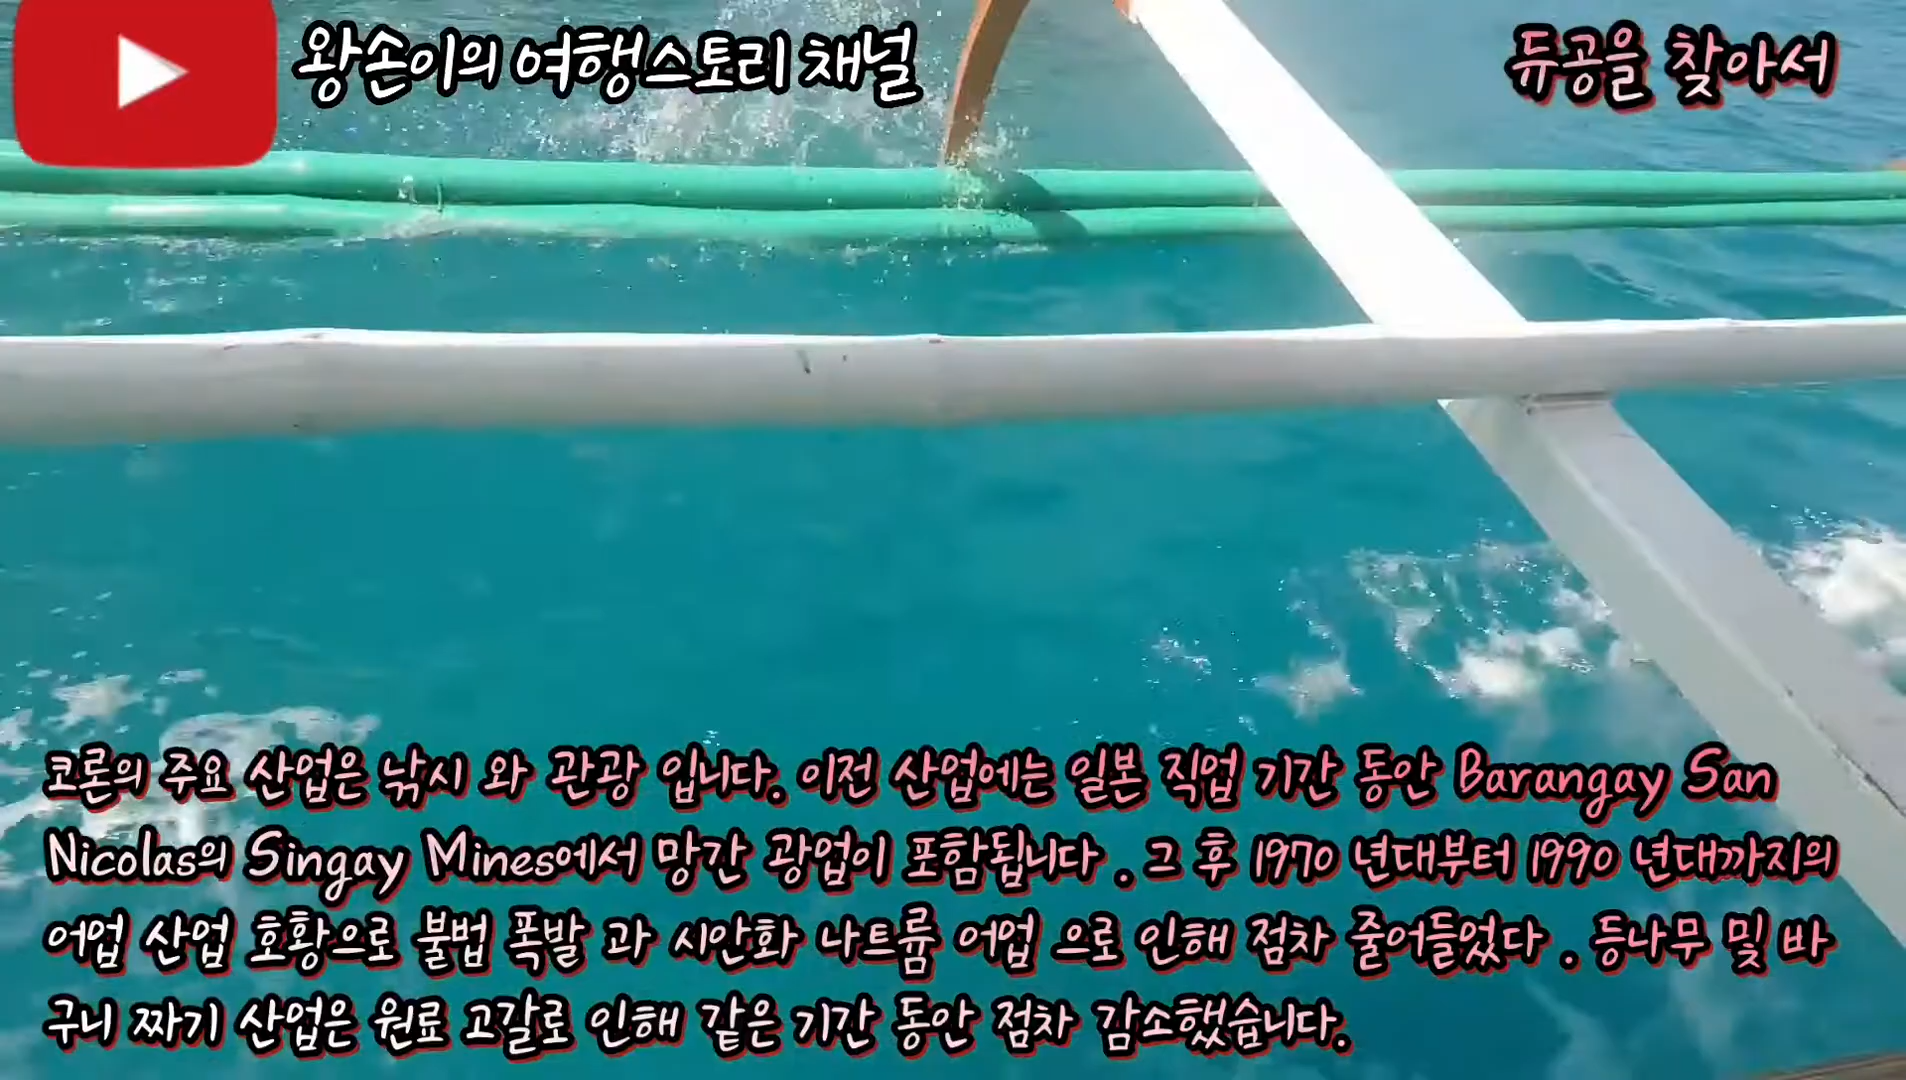 왕손이의 여행스토리 채널
듀공을 찾아서
코론의 주요 산업은 낚시 와 관광 입니다. 이전 산업에는 일본 직업 기간 동안 Barangay San
Nicolas의 Singay Mines에서 망간 광업이 포함됩니다 . 그 후 1970 년대부터 1990 년대까지의
어업 산업 호황으로 불법 폭발 과 시안화 나트륨 어업 으로 인해 점차 줄어들었다 . 등나무 및 바
구니 짜기 산업은 원료 고갈로 인해 같은 기간 동안 점차 감소했습니다.